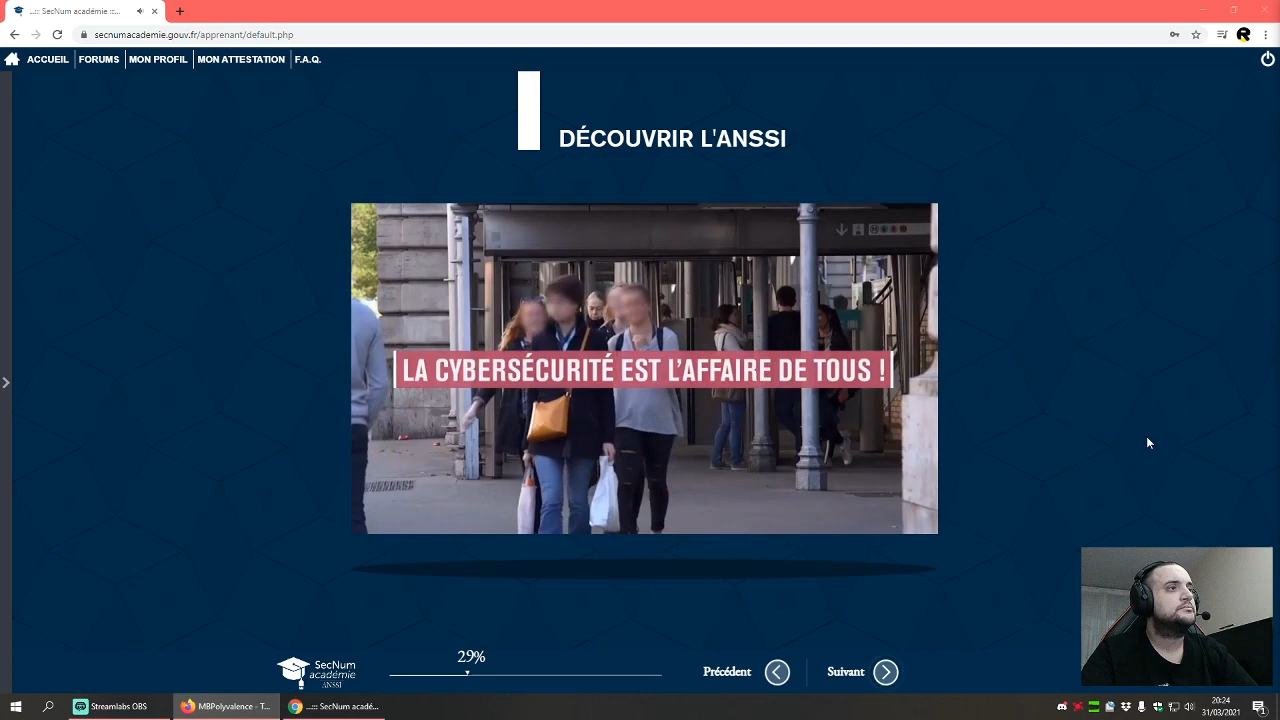 ..:: SecNum académie ::...
secnumacademie.gouv.fr/apprenant/default.php
ACCUEIL
FORUMS
MON PROFIL
MON ATTESTATION
F.A.Q.
DÉCOUVRIR L'ANSSI
LA CYBERSÉCURITÉ EST L'AFFAIRE DE TOUS !
SecNum
académie
ANSSI
29%
Précédent
Suivant
Streamlabs OBS
MBPolyvalence - T...
..:: SecNum acadé...
20:24
31/03/2021